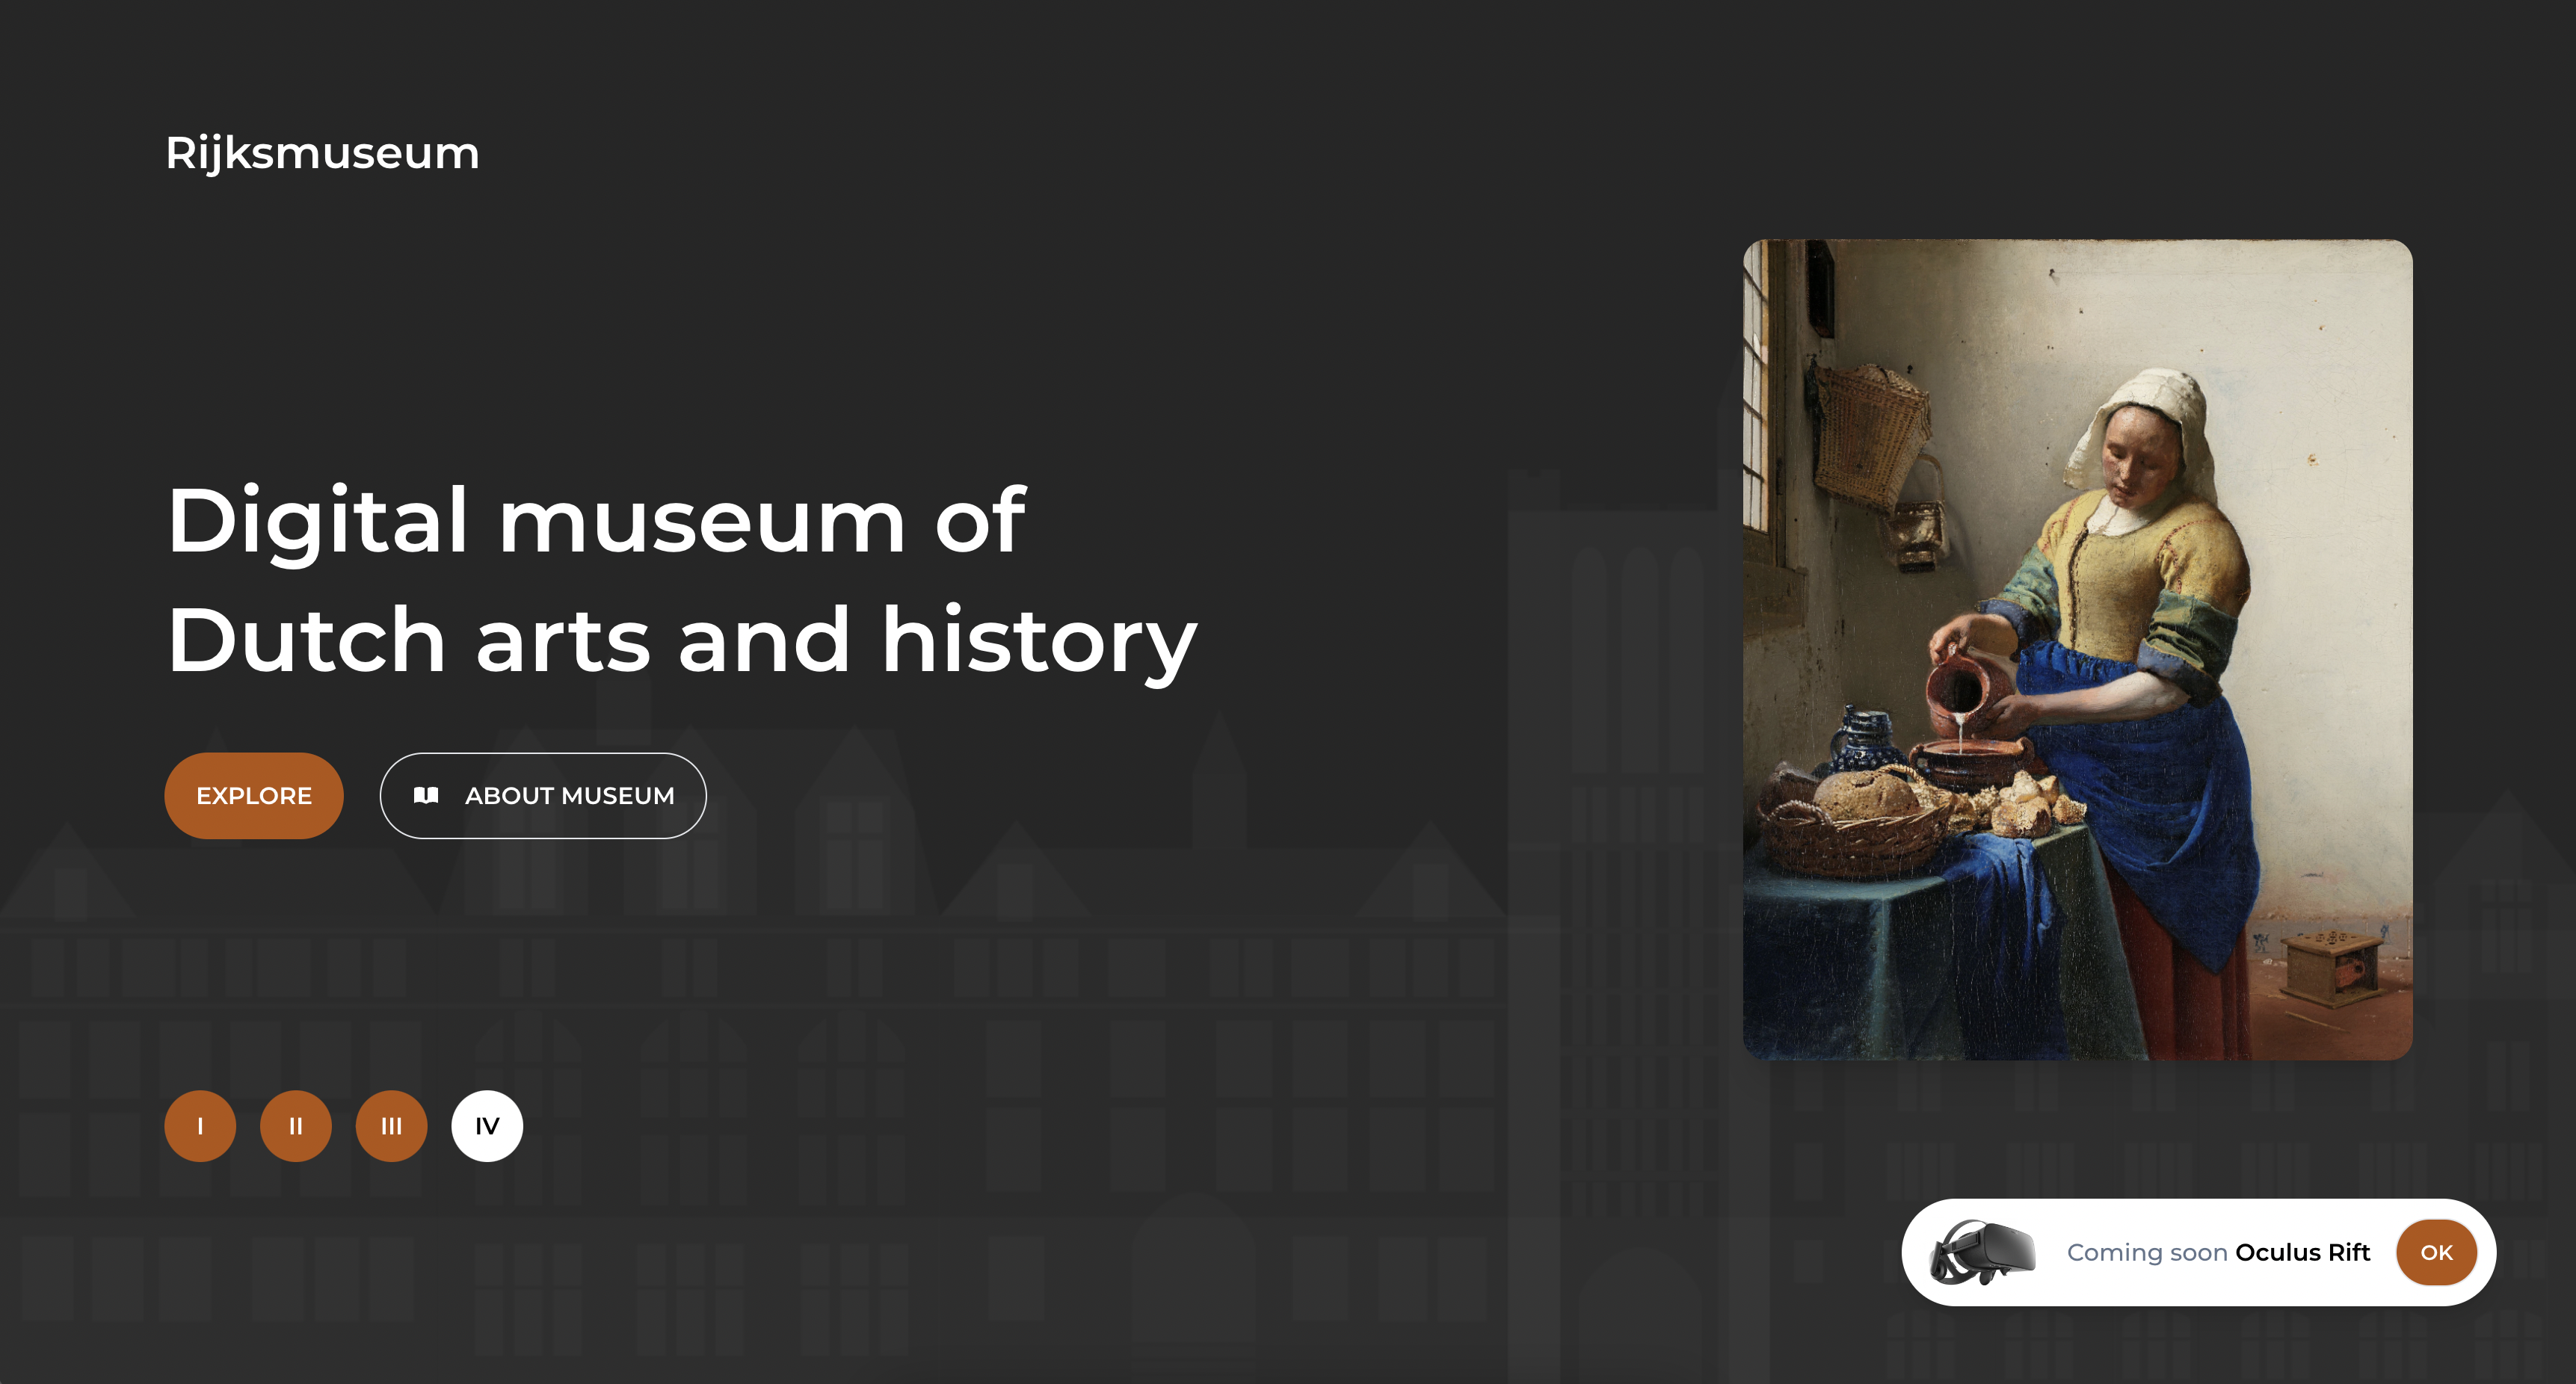 Rijksmuseum
Digital museum of
Dutch arts and history
EXPLORE
ABOUT MUSEUM
I
II
III
IV
Coming soon Oculus Rift
OK